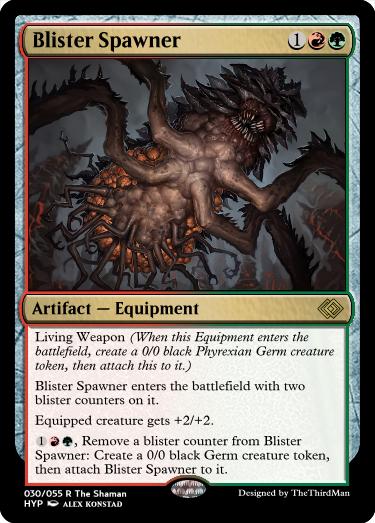 Blister Spawner 1
Artifact — Equipment
Living Weapon (When this Equipment enters the
battlefield, create a 0/0 black Phyrexian Germ creature
token, then attach this to it.)
Blister Spawner enters the battlefield with two
blister counters on it.
Equipped creature gets +2/+2.
1, Remove a blister counter from Blister
Spawner: Create a 0/0 black Germ creature token,
then attach Blister Spawner to it.
030/055 R The Shaman
Designed by TheThirdMan
HYP ALEX KONSTAD